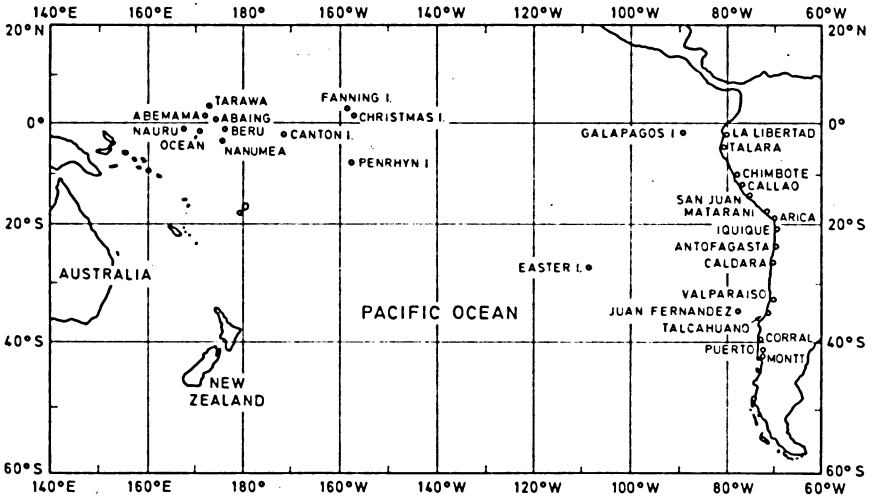 140°E 160°E 180° 160°W 140°W 120°W 100°W 80°W 60°W
20°N 20°N
TARAWA FANNING I.
ABEMAMA ABAING CHRISTMAS I.
0° 0°
NAURU BERU CANTON I. GALAPAGOS I LA LIBERTAD
OCEAN TALARA
NANUMEA
PENRHYN I
CHIMBOTE
CALLAO
SAN JUAN
MATARANI ARICA
20°S 20°S
IQUIQUE
ANTOFAGASTA
AUSTRALIA EASTER I. CALDARA
VALPARAISO
PACIFIC OCEAN JUAN FERNANDEZ
TALCAHUANO
40°S CORRAL 40°S
PUERTO MONTT
NEW
ZEALAND
60°S 60°S
140°E 160°E 180° 160°W 140°W 120°W 100°W 80°W 60°W